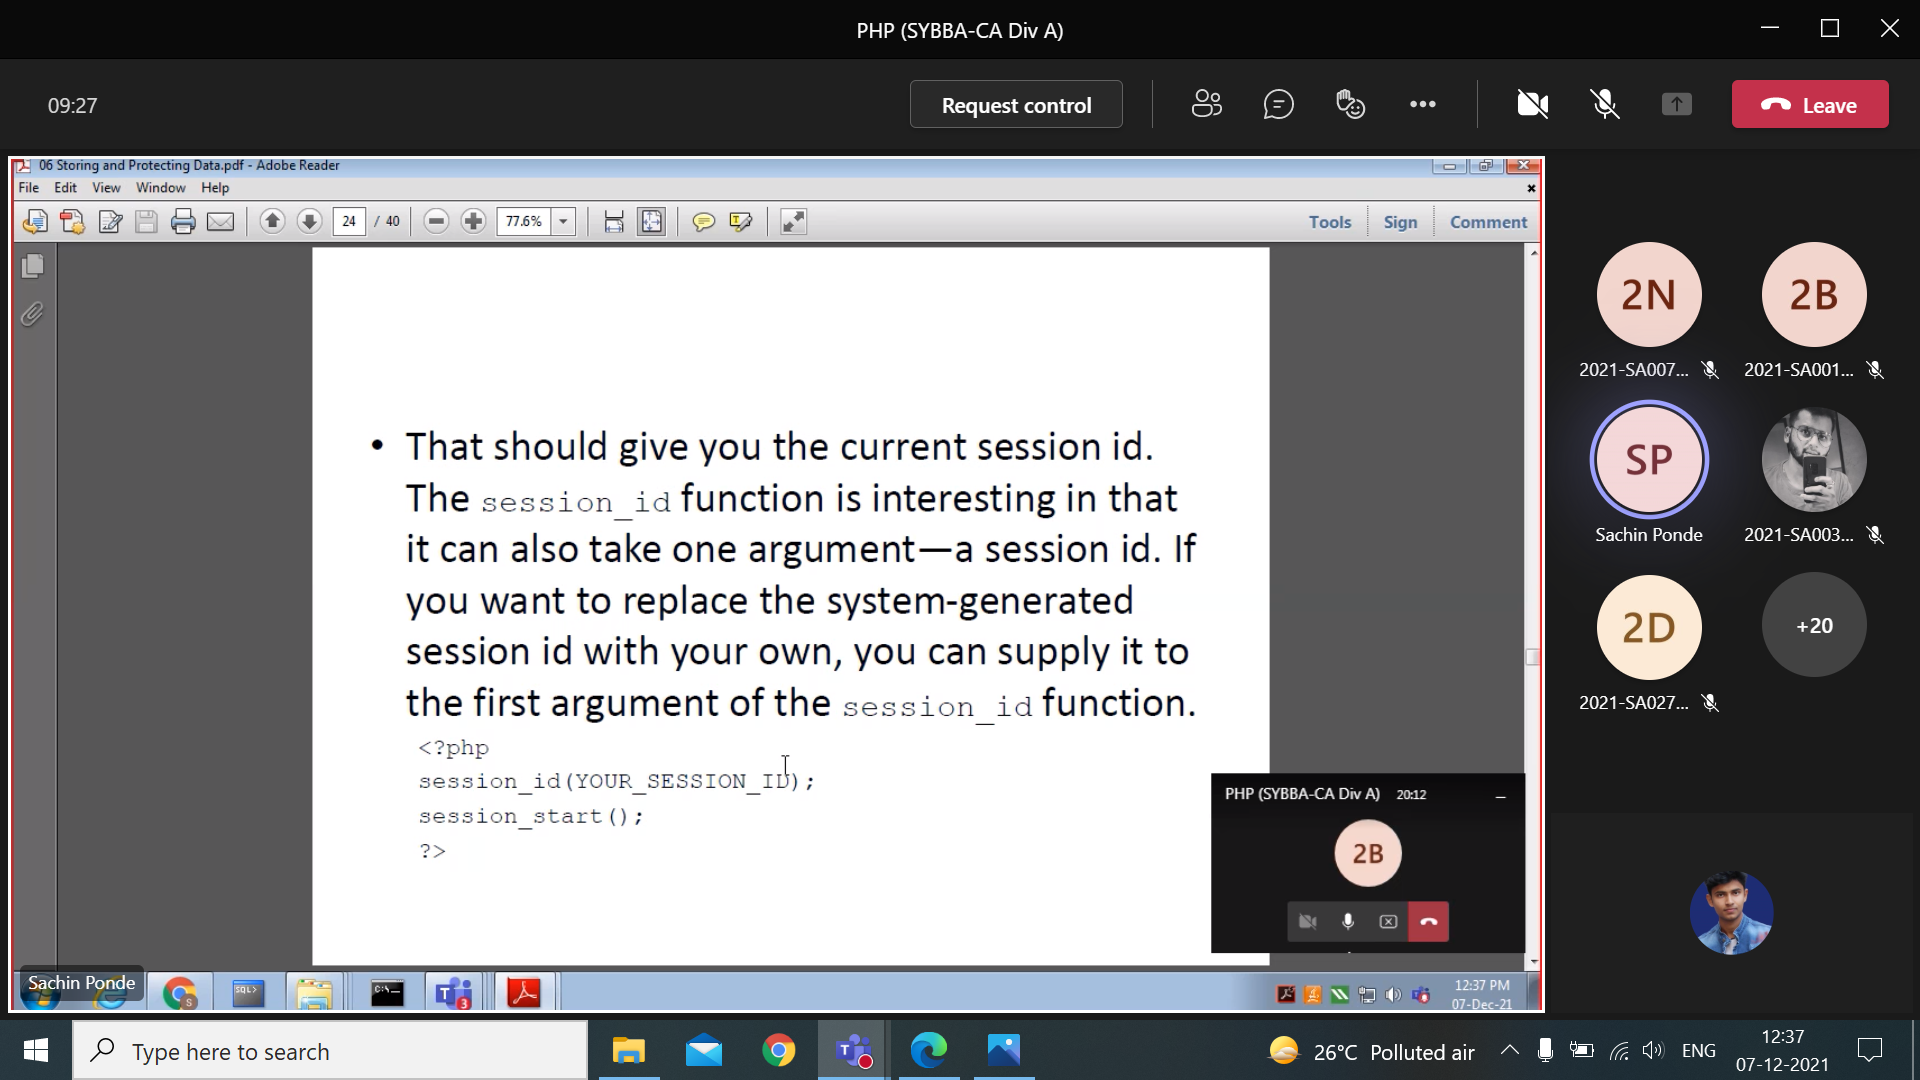 PHP (SYBBA-CA Div A)
09:27
Request control
Leave
06 Storing and Protecting Data.pdf - Adobe Reader
File Edit View Window Help
24 / 40
77.6%
Tools Sign Comment
• That should give you the current session id.
The session_id function is interesting in that
it can also take one argument—a session id. If
you want to replace the system-generated
session id with your own, you can supply it to
the first argument of the session_id function.
<?php
session_id(YOUR_SESSION_ID);
session_start();
?>
PHP (SYBBA-CA Div A) 20:12
2B
2N
2B
2021-SA007...
2021-SA001...
SP
Sachin Ponde
2021-SA003...
2D
+20
2021-SA027...
Sachin Ponde
S
SQL>
C:\
T
3
12:37 PM
07-Dec-21
Type here to search
T
26°C Polluted air
ENG
12:37
07-12-2021